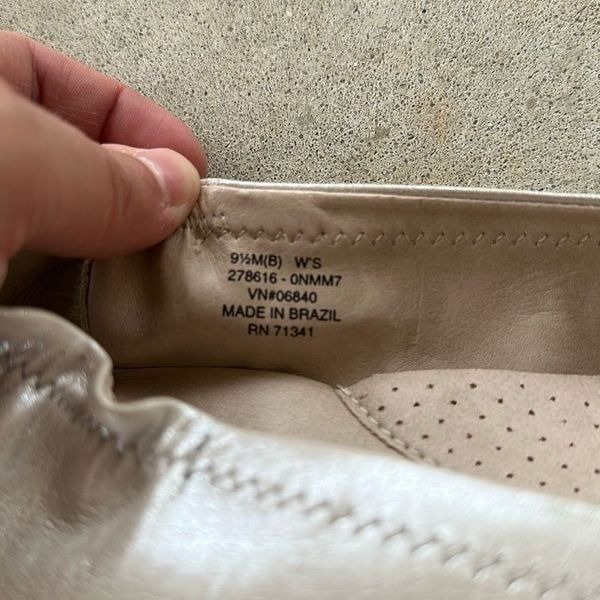 9½M(B) W'S
278616 - 0NMM7
VN#06840
MADE IN BRAZIL
RN 71341